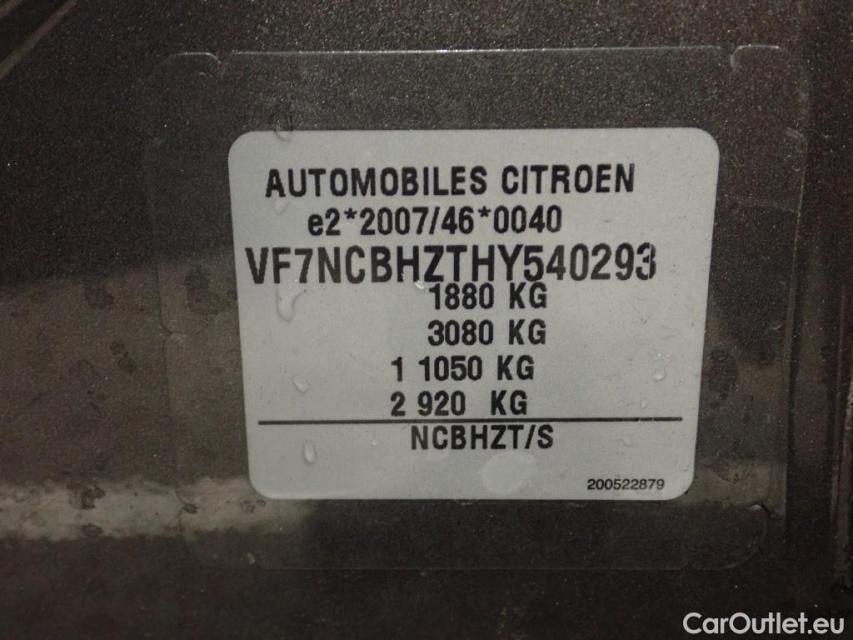 AUTOMOBILES CITROEN
e2*2007/46*0040
VF7NCBHZTHY540293
1880 KG
3080 KG
1 1050 KG
2 920 KG
NCBHZT/S
200522879
CarOutlet.eu